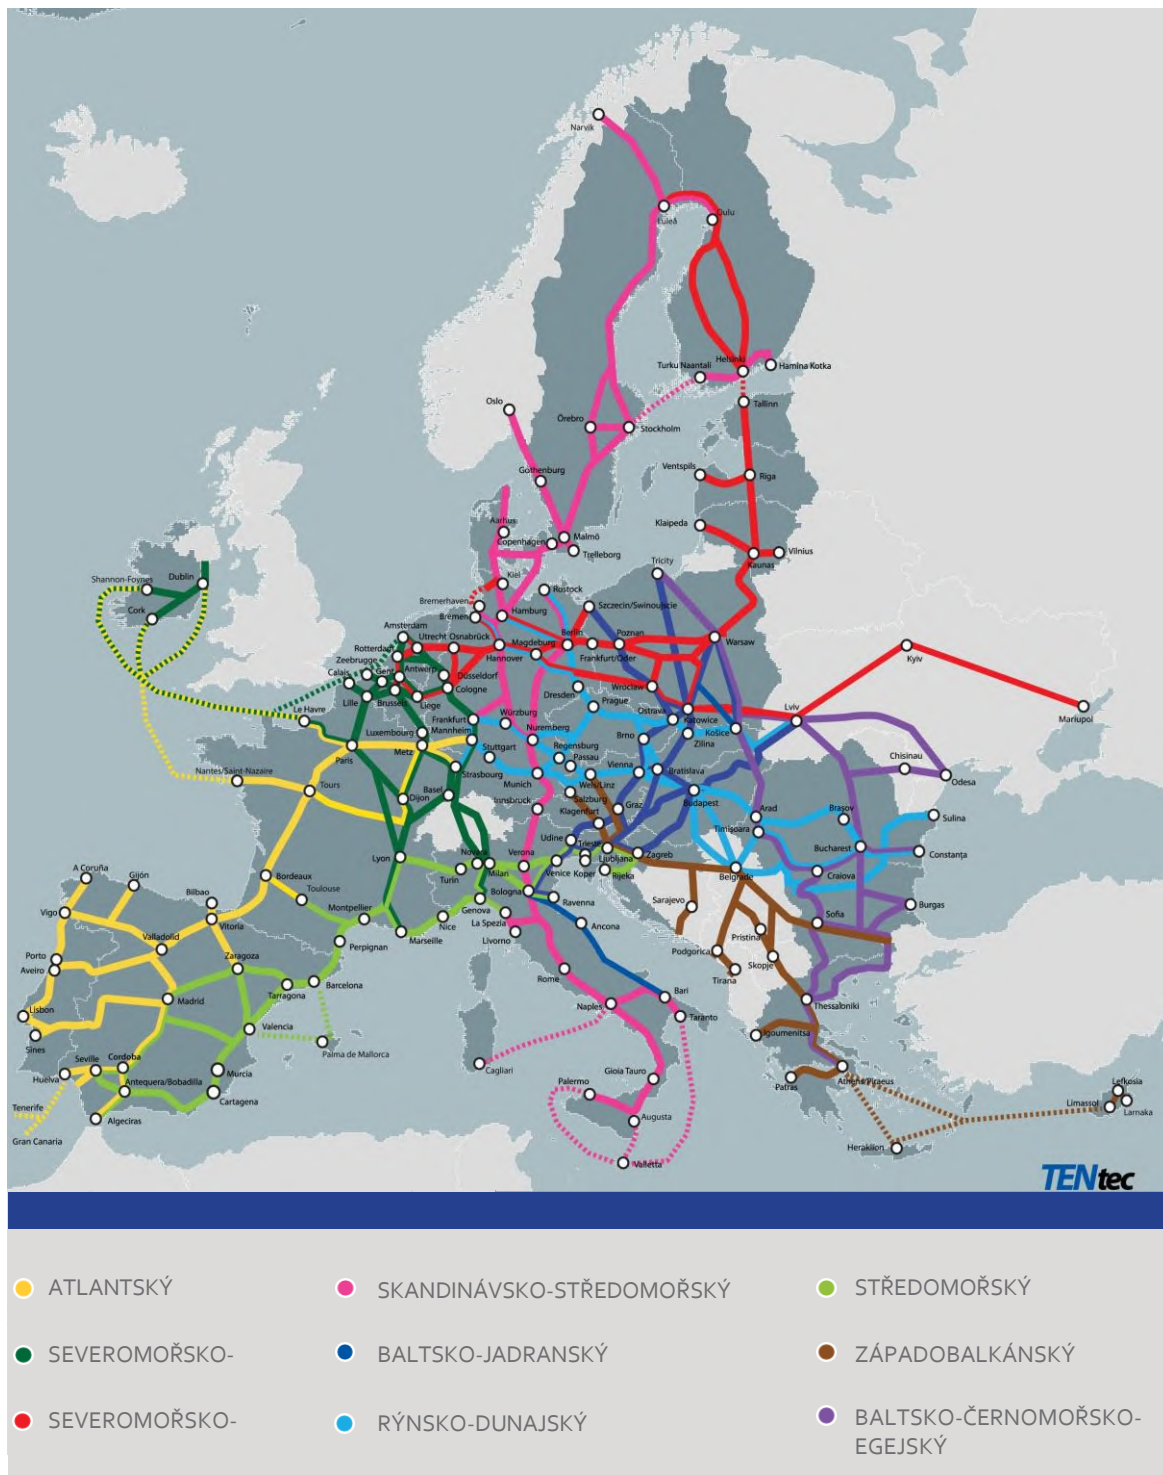 Narvik
Luleå
Oulu
Helsinki
Turku Naantali
Hamina Kotka
Oslo
Tallinn
Örebro
Stockholm
Gothenburg
Ventspils
Riga
Aarhus
Klaipeda
Copenhagen
Malmö
Trelleborg
Vilnius
Kaunas
Tricity
Shannon-Foynes
Dublin
Kiel
Rostock
Cork
Bremerhaven
Szczecin/Swinoujscie
Bremen
Hamburg
Amsterdam
Utrecht
Osnabrück
Magdeburg
Berlin
Poznan
Warsaw
Rotterdam
Hannover
Frankfurt/Oder
Kyiv
Zeebrugge
Calais
Gent
Antwerp
Düsseldorf
Cologne
Wroclaw
Dresden
Lille
Brussels
Liège
Prague
Le Havre
Frankfurt
Würzburg
Ostrava
Katowice
Lviv
Mariupol
Luxembourg
Mannheim
Nuremberg
Brno
Košice
Zilina
Paris
Metz
Stuttgart
Regensburg
Passau
Chisinau
Nantes/Saint-Nazaire
Strasbourg
Vienna
Bratislava
Odesa
Tours
Munich
Wels/Linz
Basel
Dijon
Innsbruck
Salzburg
Graz
Budapest
Klagenfurt
Arad
Brașov
Sulina
Timișoara
Udine
Trieste
Bucharest
Lyon
Novara
Verona
Ljubljana
Zagreb
Constanța
Turin
Milan
Venice
Koper
Rijeka
Belgrade
Craiova
A Coruña
Gijón
Bordeaux
Toulouse
Bologna
Bilbao
Ravenna
Sarajevo
Burgas
Vigo
Montpellier
Genova
Sofia
Vitoria
Nice
La Spezia
Ancona
Valladolid
Marseille
Livorno
Pristina
Porto
Perpignan
Podgorica
Aveiro
Zaragoza
Skopje
Tirana
Barcelona
Rome
Tarragona
Bari
Madrid
Naples
Thessaloniki
Lisbon
Taranto
Valencia
Sines
Igoumenitsa
Palma de Mallorca
Seville
Cordoba
Cagliari
Huelva
Murcia
Gioia Tauro
Antequera/Bobadilla
Palermo
Patras
Athens/Piraeus
Lefkosia
Cartagena
Limassol
Larnaka
Tenerife
Algeciras
Augusta
Gran Canaria
Heraklion
Valletta
TENtec
ATLANTSKÝ
SKANDINÁVSKO-STŘEDOMOŘSKÝ
STŘEDOMOŘSKÝ
SEVEROMOŘSKO-
BALTSKO-JADRANSKÝ
ZÁPADOBALKÁNSKÝ
SEVEROMOŘSKO-
RÝNSKO-DUNAJSKÝ
BALTSKO-ČERNOMOŘSKO-
EGEJSKÝ